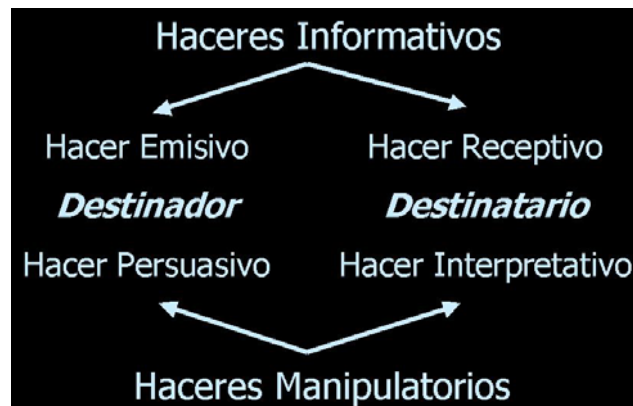 Haceres Informativos
Hacer Emisivo Hacer Receptivo
Destinador Destinatario
Hacer Persuasivo Hacer Interpretativo
Haceres Manipulatorios